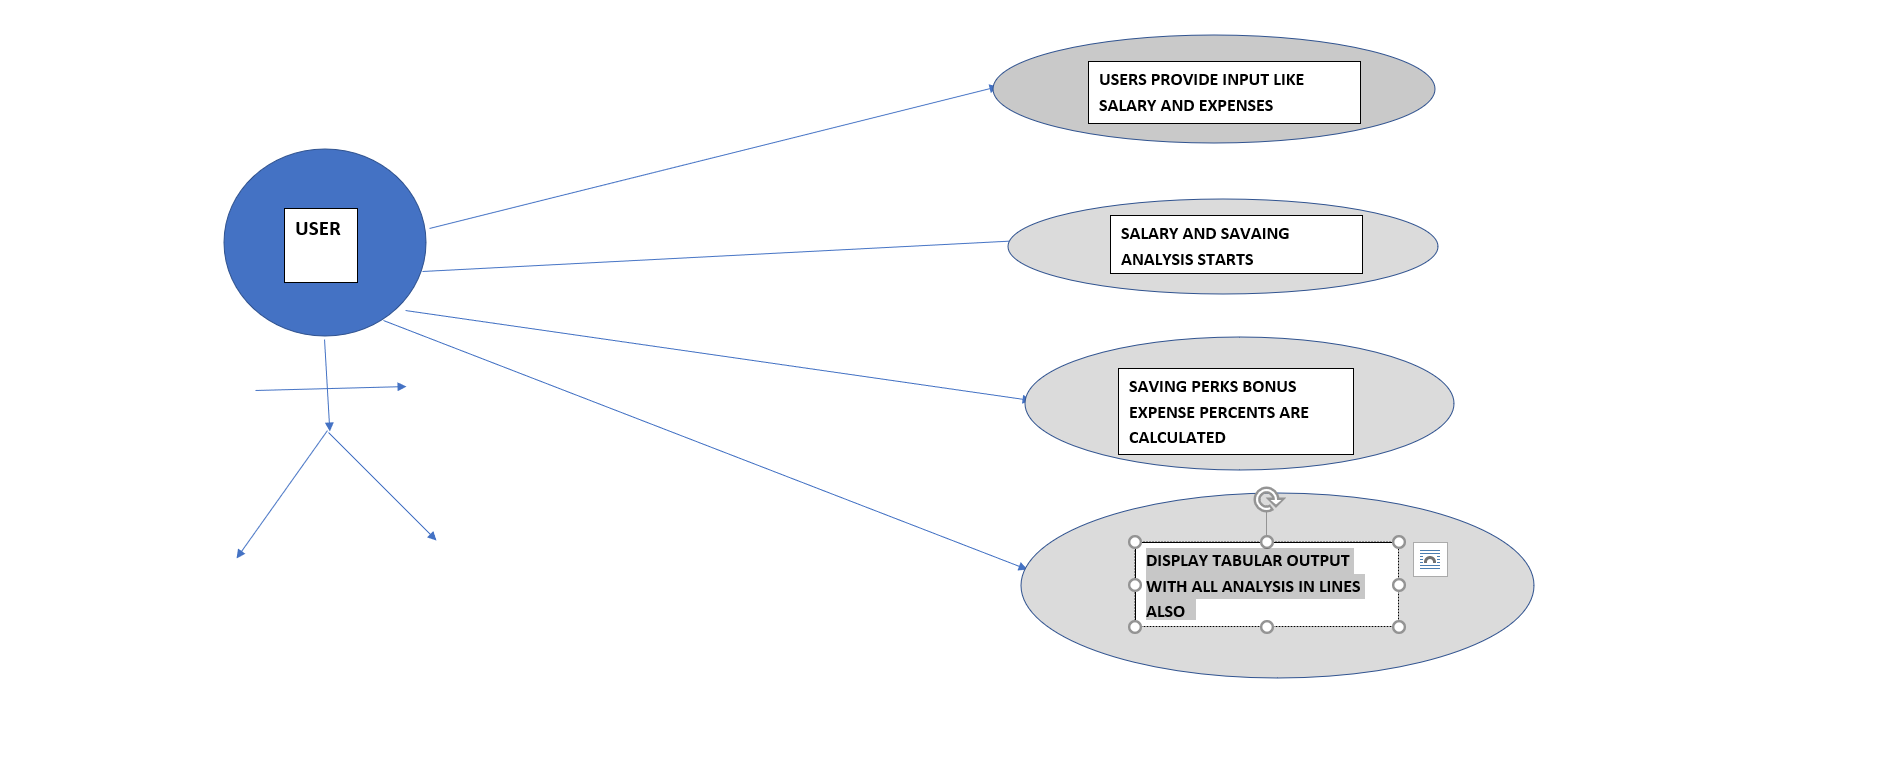 USERS PROVIDE INPUT LIKE
SALARY AND EXPENSES
USER
SALARY AND SAVAING
ANALYSIS STARTS
SAVING PERKS BONUS
EXPENSE PERCENTS ARE
CALCULATED
DISPLAY TABULAR OUTPUT
WITH ALL ANALYSIS IN LINES
ALSO